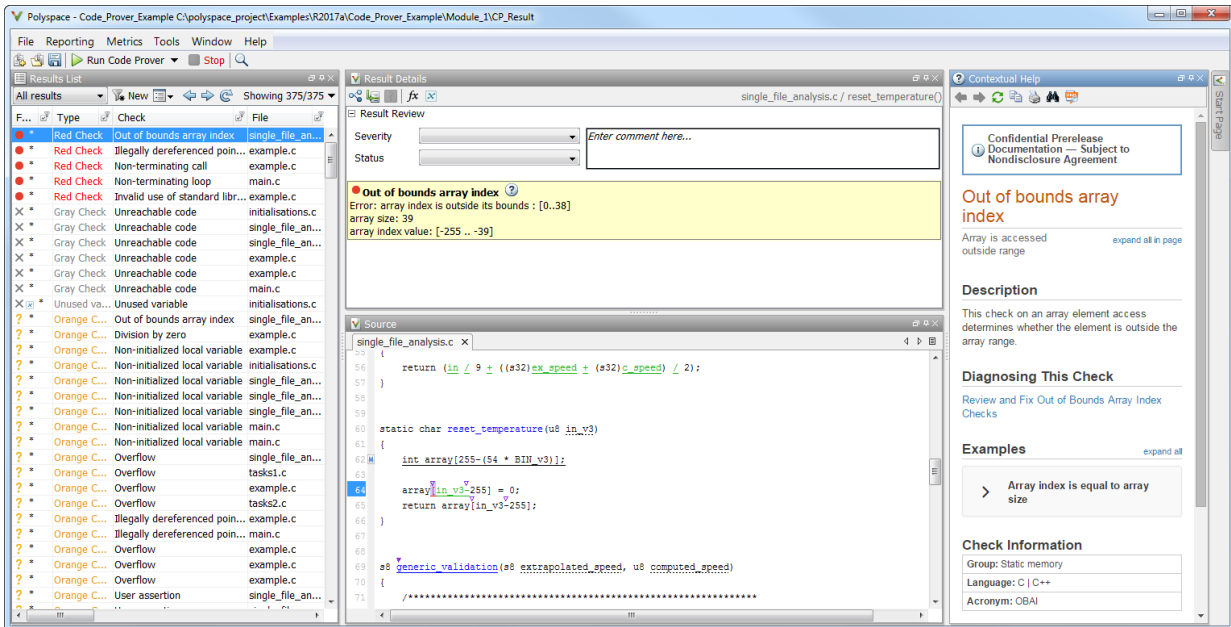 Polyspace - Code_Prover_Example C:\polyspace_project\Examples\R2017a\Code_Prover_Example\Module_1\CP_Result
File Reporting Metrics Tools Window Help
Run Code Prover Stop
Results List
All results New Showing 375/375
F... Type Check File
Red Check Out of bounds array index single_file_an...
Red Check Illegally dereferenced poin... example.c
Red Check Non-terminating call example.c
Red Check Non-terminating loop main.c
Red Check Invalid use of standard libr... example.c
Gray Check Unreachable code initialisations.c
Gray Check Unreachable code single_file_an...
Gray Check Unreachable code single_file_an...
Gray Check Unreachable code example.c
Gray Check Unreachable code example.c
Gray Check Unreachable code main.c
Unused va... Unused variable initialisations.c
Orange C... Out of bounds array index single_file_an...
Orange C... Division by zero example.c
Orange C... Non-initialized local variable example.c
Orange C... Non-initialized local variable initialisations.c
Orange C... Non-initialized local variable single_file_an...
Orange C... Non-initialized local variable single_file_an...
Orange C... Non-initialized local variable single_file_an...
Orange C... Non-initialized local variable main.c
Orange C... Non-initialized local variable main.c
Orange C... Overflow single_file_an...
Orange C... Overflow tasks1.c
Orange C... Overflow example.c
Orange C... Overflow tasks2.c
Orange C... Illegally dereferenced poin... example.c
Orange C... Illegally dereferenced poin... main.c
Orange C... Overflow example.c
Orange C... Overflow example.c
Orange C... Overflow example.c
Orange C... User assertion single_file_an...
Result Details
fx single_file_analysis.c / reset_temperature()
Result Review
Severity Enter comment here...
Status
Out of bounds array index
Error: array index is outside its bounds : [0..38]
array size: 39
array index value: [-255 .. -39]
Source
single_file_analysis.c
55 {
56 return (in / 9 + ((s32)ex_speed + (s32)c_speed) / 2);
57 }
58
59
60 static char reset_temperature(u8 in_v3)
61 {
62 int array[255-(54 * BIN_v3)];
63
64 array[in_v3-255] = 0;
65 return array[in_v3-255];
66 }
67
68
69 s8 generic_validation(s8 extrapolated_speed, u8 computed_speed)
70 {
71 /**************************************************************
Contextual Help
Confidential Prerelease
Documentation — Subject to
Nondisclosure Agreement
Out of bounds array
index
Array is accessed
outside range
expand all in page
Description
This check on an array element access
determines whether the element is outside the
array range.
Diagnosing This Check
Review and Fix Out of Bounds Array Index
Checks
Examples expand all
Array index is equal to array
size
Check Information
Group: Static memory
Language: C | C++
Acronym: OBAI
Start Page